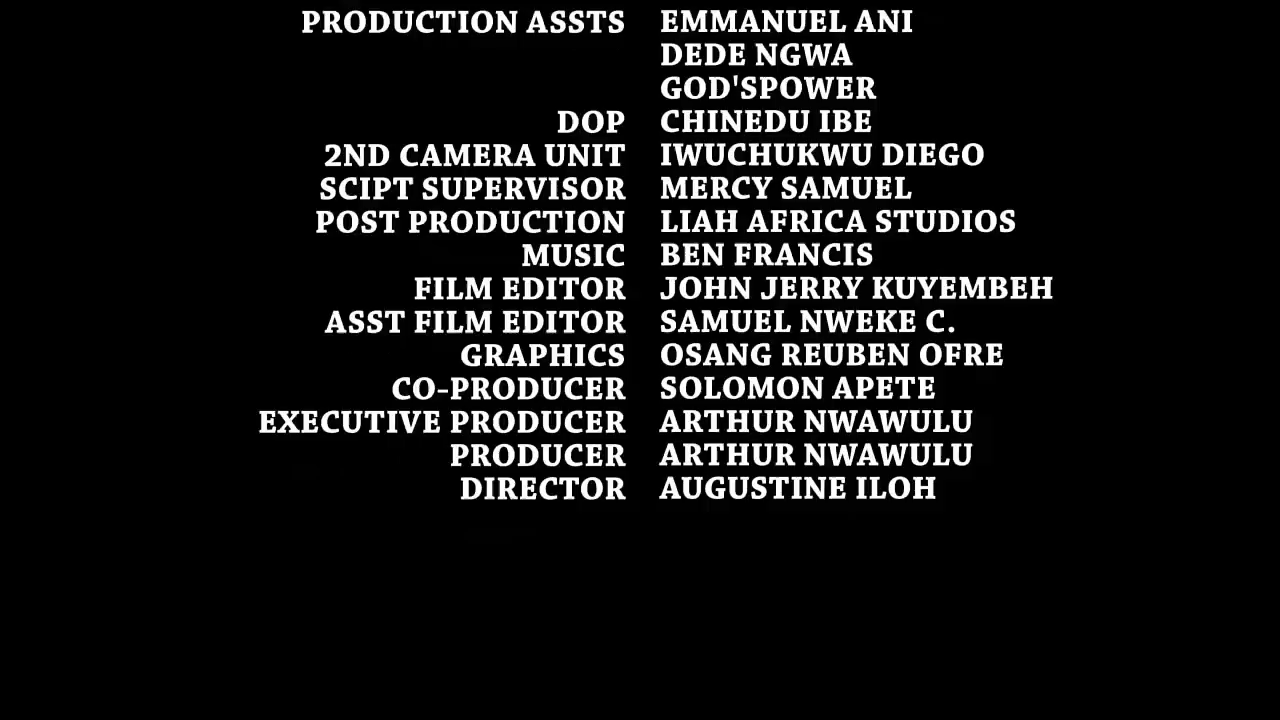 PRODUCTION ASSTS EMMANUEL ANI
DEDE NGWA
GOD'SPOWER
DOP CHINEDU IBE
2ND CAMERA UNIT IWUCHUKWU DIEGO
SCIPT SUPERVISOR MERCY SAMUEL
POST PRODUCTION LIAH AFRICA STUDIOS
MUSIC BEN FRANCIS
FILM EDITOR JOHN JERRY KUYEMBEH
ASST FILM EDITOR SAMUEL NWEKE C.
GRAPHICS OSANG REUBEN OFRE
CO-PRODUCER SOLOMON APETE
EXECUTIVE PRODUCER ARTHUR NWAWULU
PRODUCER ARTHUR NWAWULU
DIRECTOR AUGUSTINE ILOH